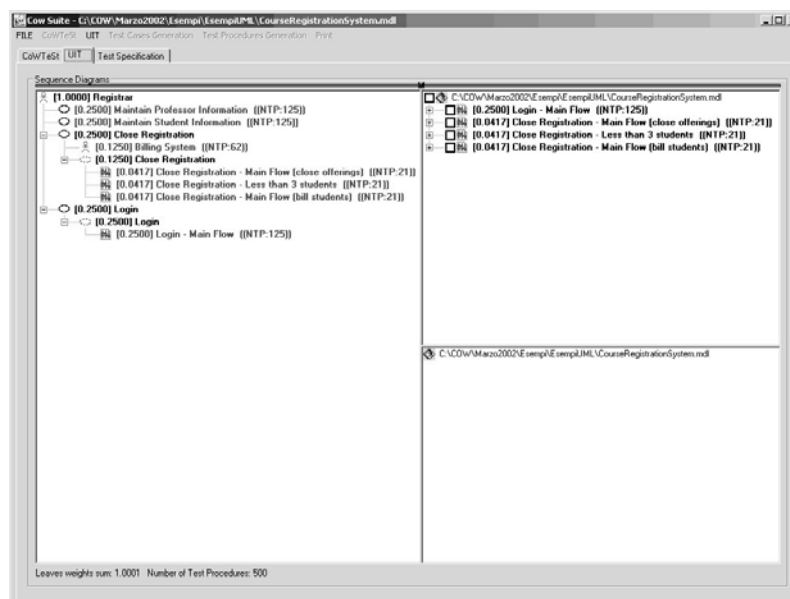 Cow Suite - C:\COW\Marzo2002\Esempi\EsempiUML\CourseRegistrationSystem.mdl
FILE CoWTeSt UIT Test Cases Generation Test Procedures Generation Print
CoWTeSt UIT Test Specification
Sequence Diagrams
[1.0000] Registrar
[0.2500] Maintain Professor Information ((NTP:125))
[0.2500] Maintain Student Information ((NTP:125))
[0.2500] Close Registration
[0.1250] Billing System ((NTP:62))
[0.1250] Close Registration
[0.0417] Close Registration - Main Flow (close offerings) ((NTP:21))
[0.0417] Close Registration - Less than 3 students ((NTP:21))
[0.0417] Close Registration - Main Flow (bill students) ((NTP:21))
[0.2500] Login
[0.2500] Login
[0.2500] Login - Main Flow ((NTP:125))
C:\COW\Marzo2002\Esempi\EsempiUML\CourseRegistrationSystem.mdl
[0.2500] Login - Main Flow ((NTP:125))
[0.0417] Close Registration - Main Flow (close offerings) ((NTP:21))
[0.0417] Close Registration - Less than 3 students ((NTP:21))
[0.0417] Close Registration - Main Flow (bill students) ((NTP:21))
C:\COW\Marzo2002\Esempi\EsempiUML\CourseRegistrationSystem.mdl
Leaves weights sum: 1.0001 Number of Test Procedures: 500